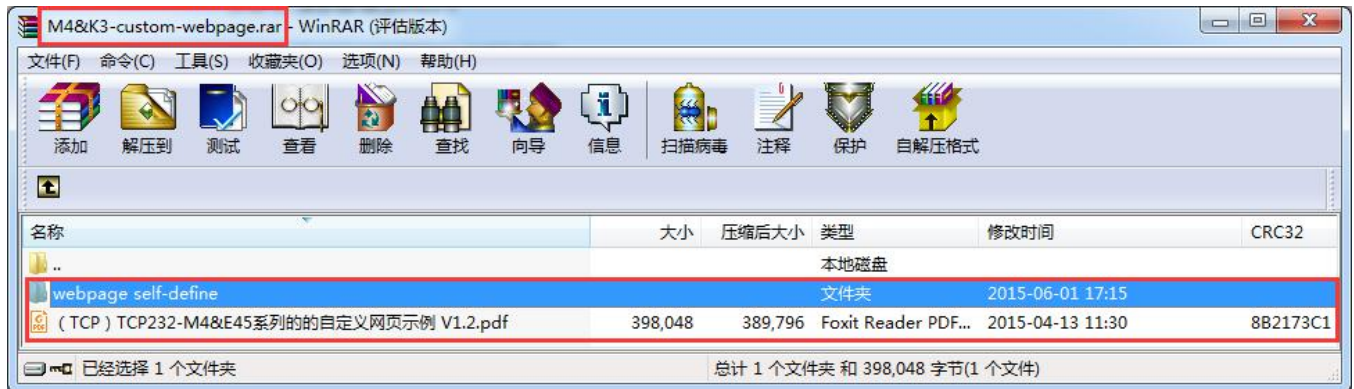 M4&K3-custom-webpage.rar - WinRAR (评估版本)
文件(F) 命令(C) 工具(S) 收藏夹(O) 选项(N) 帮助(H)
添加 解压到 测试 查看 删除 查找 向导 信息 扫描病毒 注释 保护 自解压格式
名称 大小 压缩后大小 类型 修改时间 CRC32
.. 本地磁盘
webpage self-define 文件夹 2015-06-01 17:15
（TCP）TCP232-M4&E45系列的的自定义网页示例 V1.2.pdf 398,048 389,796 Foxit Reader PDF... 2015-04-13 11:30 8B2173C1
已经选择 1 个文件夹 总计 1 个文件夹 和 398,048 字节(1 个文件)